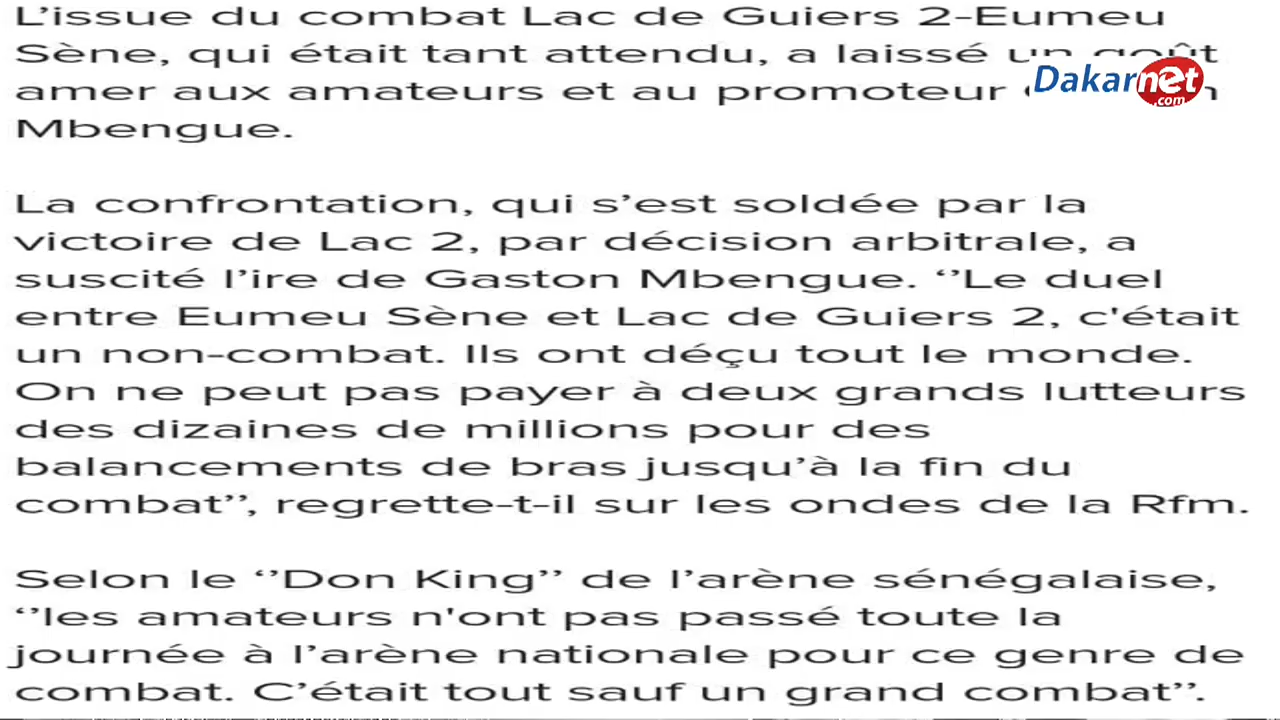 L’issue du combat Lac de Guiers 2-Eumeu
Sène, qui était tant attendu, a laissé un goût
amer aux amateurs et au promoteur
Mbengue.
Dakarnet
.com
La confrontation, qui s’est soldée par la
victoire de Lac 2, par décision arbitrale, a
suscité l’ire de Gaston Mbengue. ‘’Le duel
entre Eumeu Sène et Lac de Guiers 2, c'était
un non-combat. Ils ont déçu tout le monde.
On ne peut pas payer à deux grands lutteurs
des dizaines de millions pour des
balancements de bras jusqu’à la fin du
combat’’, regrette-t-il sur les ondes de la Rfm.
Selon le ‘’Don King’’ de l’arène sénégalaise,
‘’les amateurs n'ont pas passé toute la
journée à l’arène nationale pour ce genre de
combat. C’était tout sauf un grand combat’’.